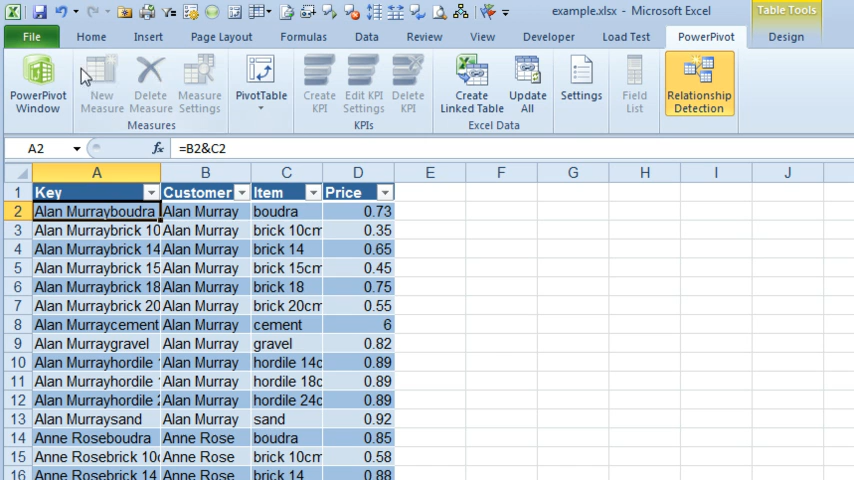 example.xlsx - Microsoft Excel
Table Tools
File Home Insert Page Layout Formulas Data Review View Developer Load Test PowerPivot Design
PowerPivot Window
New Measure
Delete Measure
Measure Settings
PivotTable
Create KPI
Edit KPI Settings
Delete KPI
Create Linked Table
Update All
Settings
Field List
Relationship Detection
Measures KPIs Excel Data
A2 fx =B2&C2
A B C D E F G H I J
1 Key Customer Item Price
2 Alan Murrayboudra Alan Murray boudra 0.73
3 Alan Murraybrick 10 Alan Murray brick 10cm 0.35
4 Alan Murraybrick 14 Alan Murray brick 14 0.65
5 Alan Murraybrick 15 Alan Murray brick 15cm 0.45
6 Alan Murraybrick 18 Alan Murray brick 18 0.75
7 Alan Murraybrick 20 Alan Murray brick 20cm 0.55
8 Alan Murraycement Alan Murray cement 6
9 Alan Murraygravel Alan Murray gravel 0.82
10 Alan Murrayhordile Alan Murray hordile 14c 0.89
11 Alan Murrayhordile Alan Murray hordile 18c 0.89
12 Alan Murrayhordile 2 Alan Murray hordile 24c 0.89
13 Alan Murraysand Alan Murray sand 0.92
14 Anne Roseboudra Anne Rose boudra 0.85
15 Anne Rosebrick 10c Anne Rose brick 10cm 0.58
16 Anne Rosebrick 14 Anne Rose brick 14 0.88